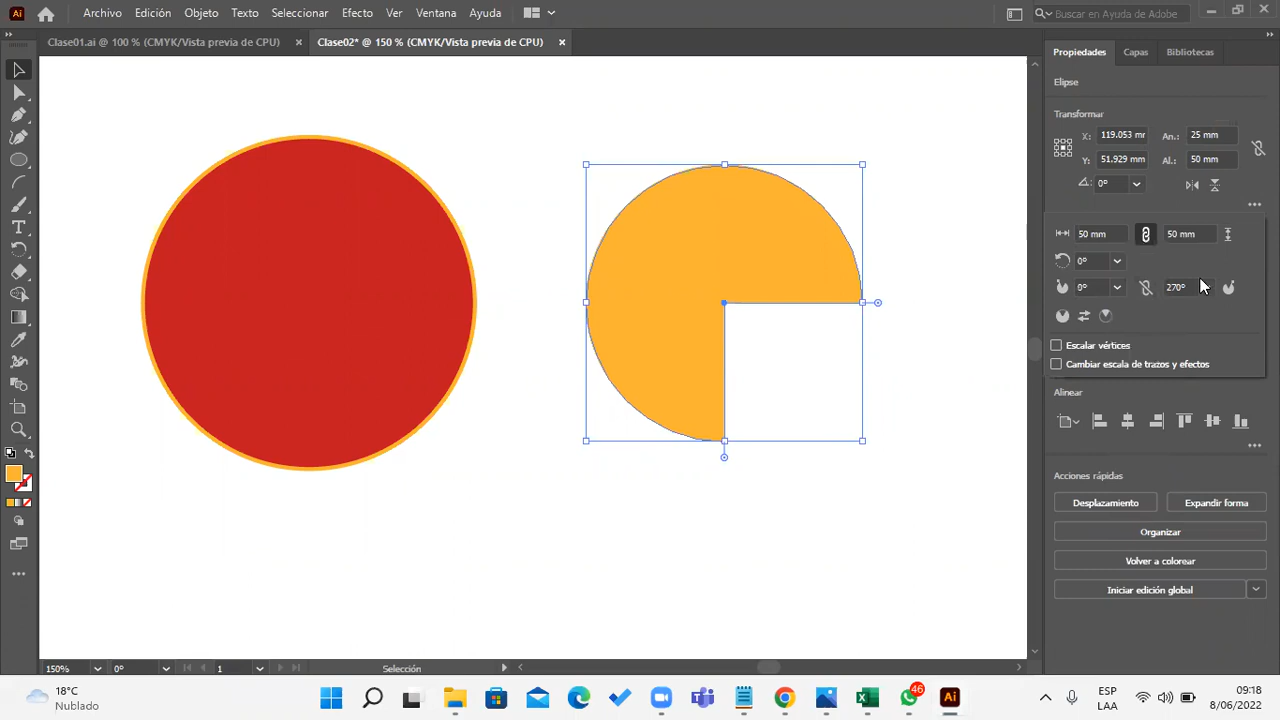 Ai Archivo Edición Objeto Texto Seleccionar Efecto Ver Ventana Ayuda Buscar en Ayuda de Adobe
Clase01.ai @ 100 % (CMYK/Vista previa de CPU) Clase02* @ 150 % (CMYK/Vista previa de CPU)
Propiedades Capas Bibliotecas
Elipse
Transformar
X: 119.053 mm An.: 25 mm
Y: 51.929 mm Al.: 50 mm
0°
50 mm 50 mm
0°
0° 270°
Escalar vértices
Cambiar escala de trazos y efectos
Alinear
Acciones rápidas
Desplazamiento Expandir forma
Organizar
Volver a colorear
Iniciar edición global
150% 0° 1 Selección
18°C
Nublado
46
Ai
ESP
LAA
09:18
8/06/2022